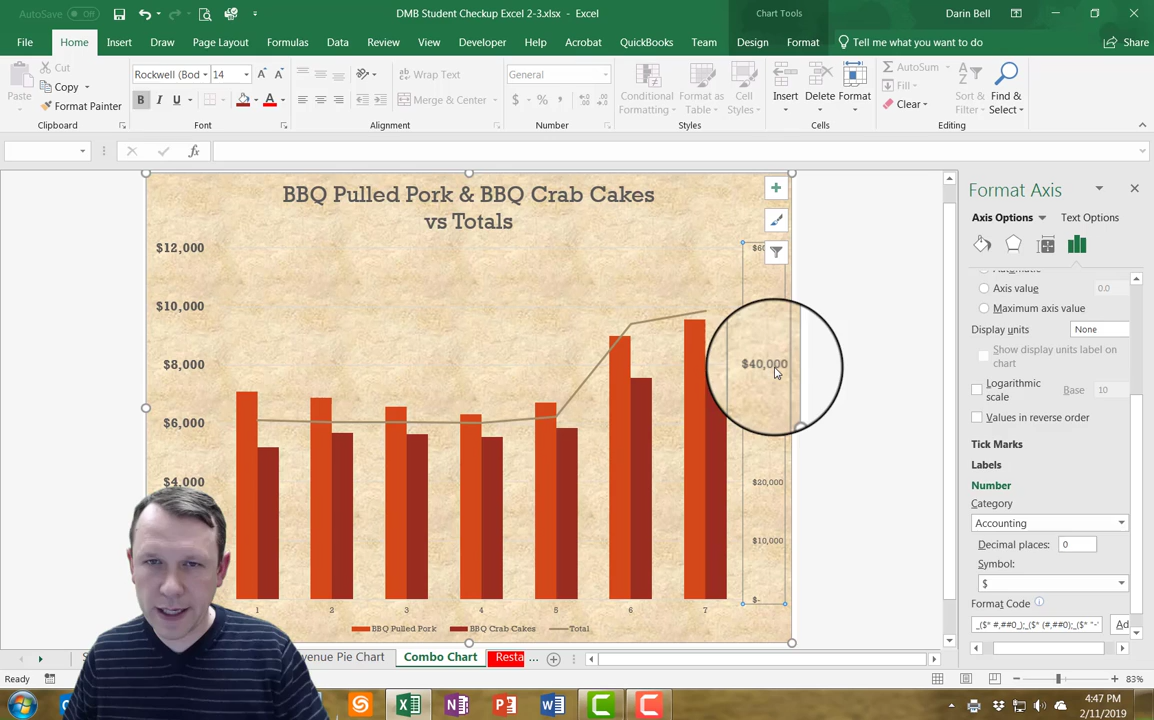 AutoSave Off
DMB Student Checkup Excel 2-3.xlsx - Excel
Chart Tools
Darin Bell
File Home Insert Draw Page Layout Formulas Data Review View Developer Help Acrobat QuickBooks Team Design Format Tell me what you want to do Share
Paste
Cut
Copy
Format Painter
Clipboard
Rockwell (Bod 14
B I U
Font
Wrap Text
Merge & Center
Alignment
General
$ % ,
Number
Conditional Formatting
Format as Table
Cell Styles
Styles
Insert Delete Format
Cells
AutoSum
Fill
Clear
Sort & Filter
Find & Select
Editing
fx
BBQ Pulled Pork & BBQ Crab Cakes
vs Totals
$12,000
$10,000
$8,000
$6,000
$4,000
$40,000
$20,000
$10,000
$-
1 2 3 4 5 6 7
BBQ Pulled Pork BBQ Crab Cakes Total
Format Axis
Axis Options Text Options
Automatic
Axis value 0.0
Maximum axis value
Display units None
Show display units label on
chart
Logarithmic
scale
Base 10
Values in reverse order
Tick Marks
Labels
Number
Category
Accounting
Decimal places: 0
Symbol:
$
Format Code
_($* #,##0_);_($* (#,##0);_($* "-"
Ad
venue Pie Chart Combo Chart Resta ...
Ready
83%
4:47 PM
2/11/2019